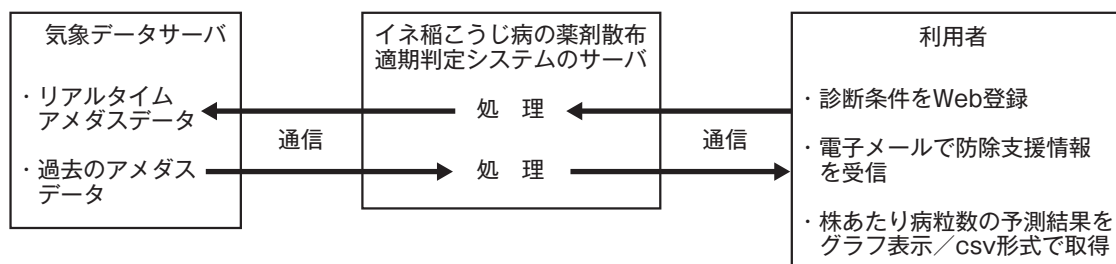 気象データサーバ
・リアルタイム
アメダスデータ
・過去のアメダス
データ
通信
イネ稲こうじ病の薬剤散布
適期判定システムのサーバ
処 理
処 理
通信
利用者
・診断条件をWeb登録
・電子メールで防除支援情報
を受信
・株あたり病粒数の予測結果を
グラフ表示／csv形式で取得